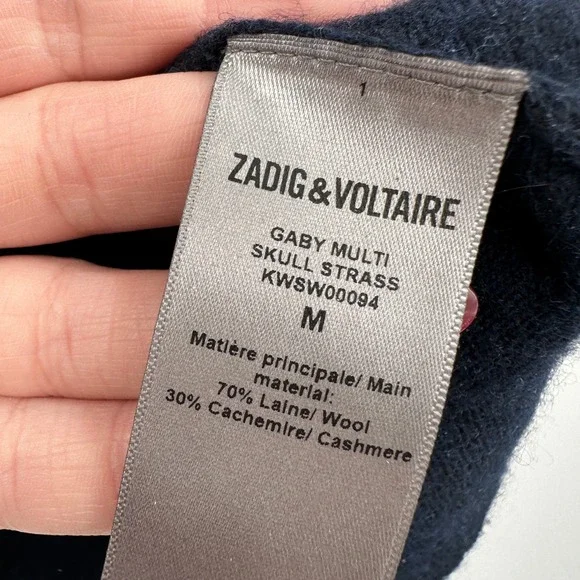 1
ZADIG&VOLTAIRE
GABY MULTI
SKULL STRASS
KWSW00094
M
Matière principale/ Main
material:
70% Laine/ Wool
30% Cachemire/ Cashmere